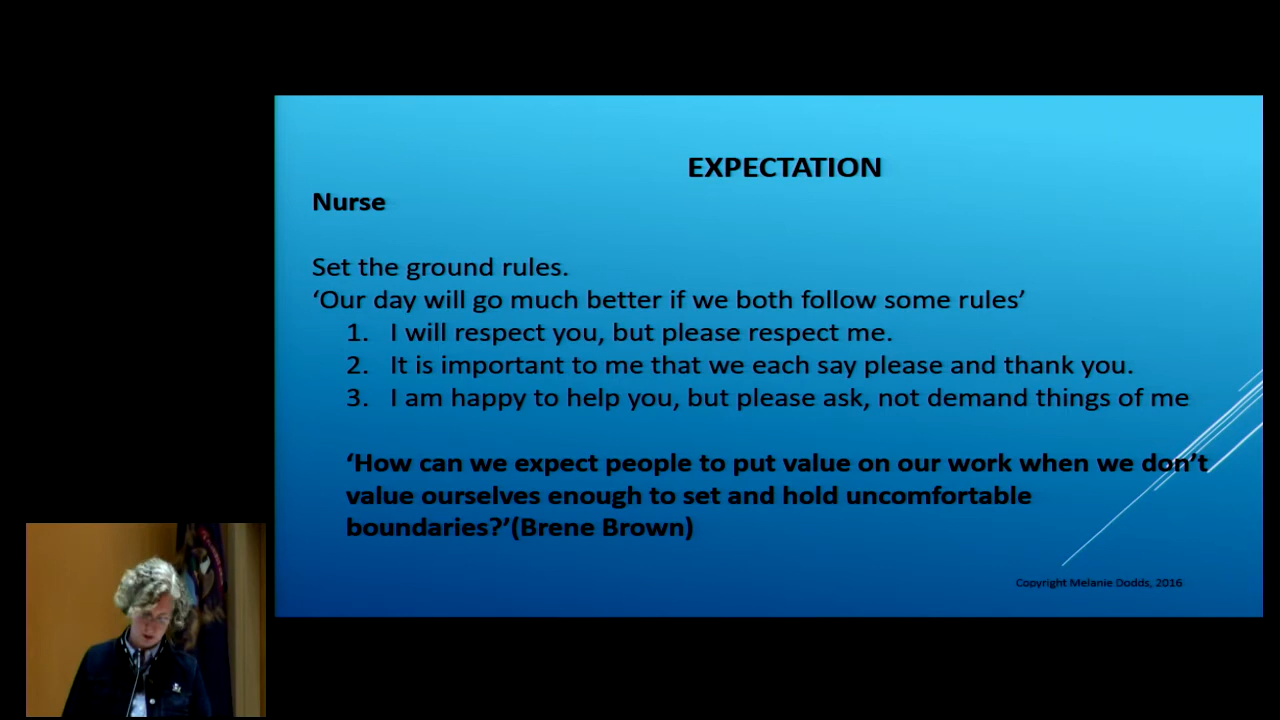 EXPECTATION
Nurse
Set the ground rules.
‘Our day will go much better if we both follow some rules’
1. I will respect you, but please respect me.
2. It is important to me that we each say please and thank you.
3. I am happy to help you, but please ask, not demand things of me
‘How can we expect people to put value on our work when we don’t
value ourselves enough to set and hold uncomfortable
boundaries?’(Brene Brown)
Copyright Melanie Dodds, 2016